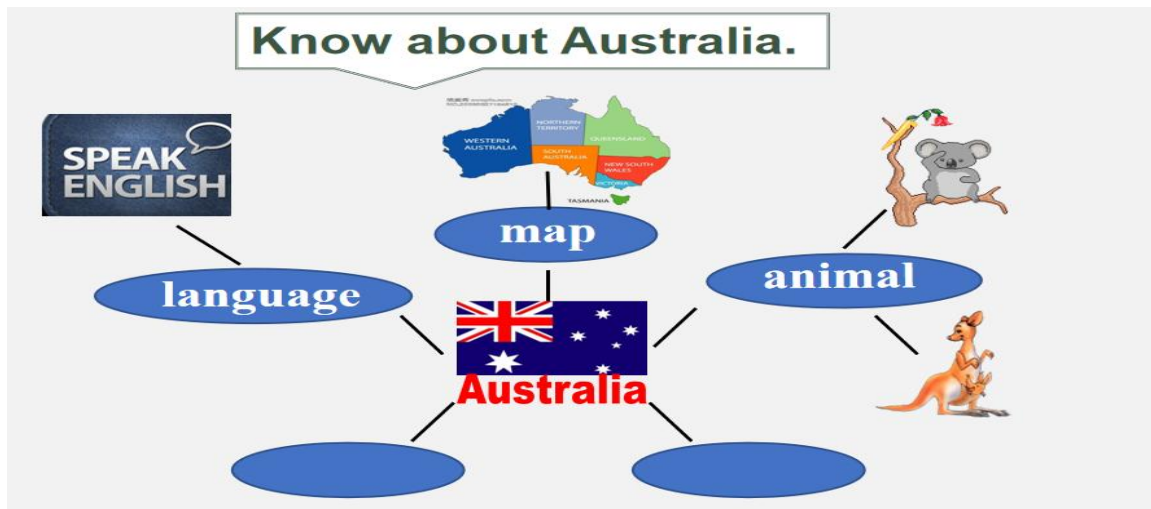 Know about Australia.
SPEAK
ENGLISH
WESTERN
AUSTRALIA
NORTHERN
TERRITORY
QUEENSLAND
SOUTH
AUSTRALIA
NEW SOUTH
WALES
VICTORIA
TASMANIA
map
language
animal
Australia